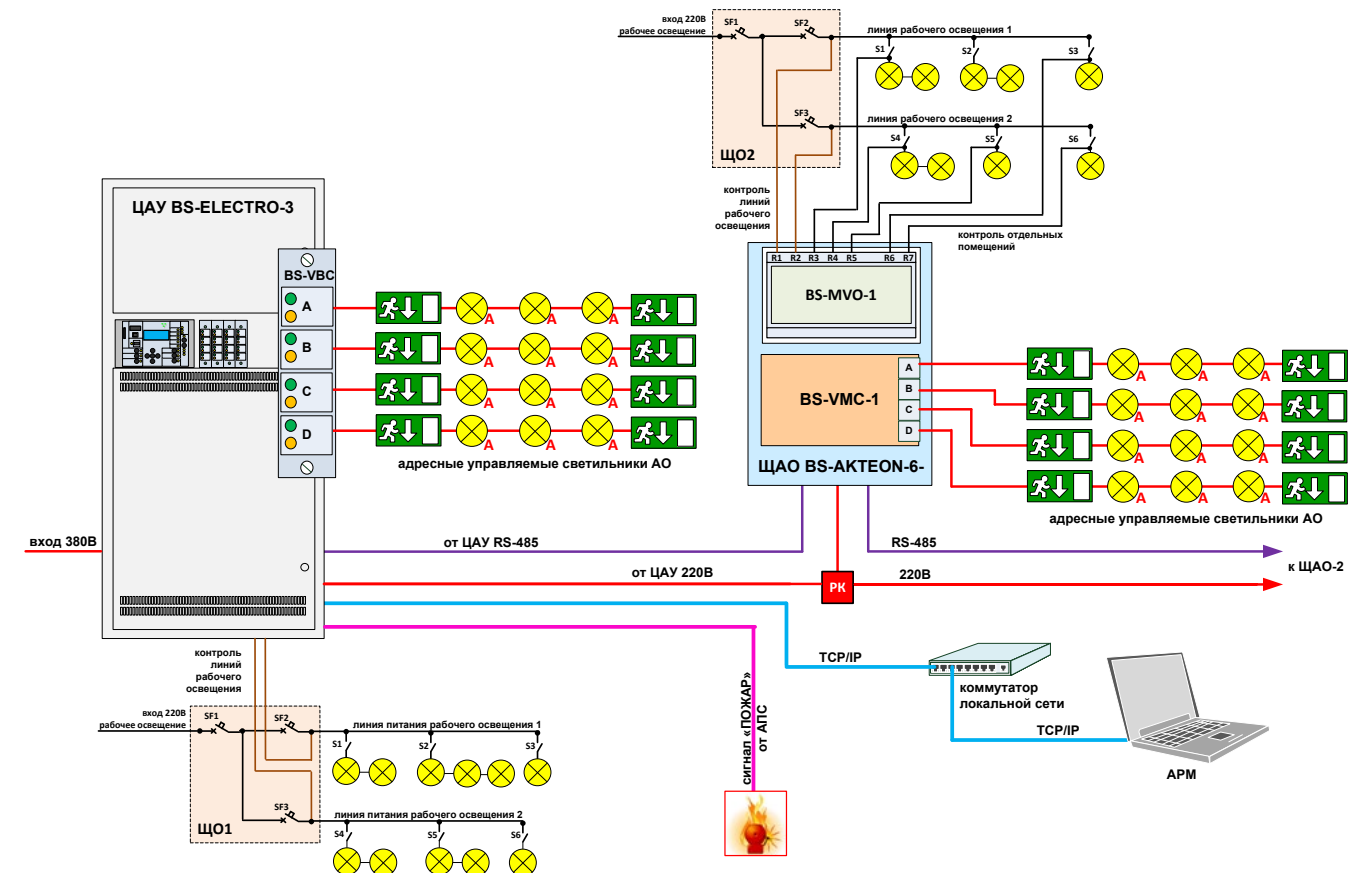 вход 220В
рабочее освещение
SF1
SF2
линия рабочего освещения 1
S1
S2
S3
SF3
линия рабочего освещения 2
S4
S5
S6
ЩО2
контроль
линий
рабочего
освещения
контроль отдельных
помещений
ЦАУ BS-ELECTRO-3
BS-VBC
A
B
C
D
A A A
A A A
A A A
A A A
адресные управляемые светильники АО
R1 R2 R3 R4 R5 R6 R7
BS-MVO-1
BS-VMC-1
A
B
C
D
ЩАО BS-AKTEON-6-
A A A
A A A
A A A
A A A
адресные управляемые светильники АО
вход 380В
от ЦАУ RS-485
RS-485
от ЦАУ 220В
РК
220В
к ЩАО-2
контроль
линий
рабочего
освещения
TCP/IP
коммутатор
локальной сети
TCP/IP
АРМ
сигнал «ПОЖАР»
от АПС
вход 220В
рабочее освещение
SF1
SF2
линия питания рабочего освещения 1
S1
S2
S3
SF3
линия питания рабочего освещения 2
S4
S5
S6
ЩО1